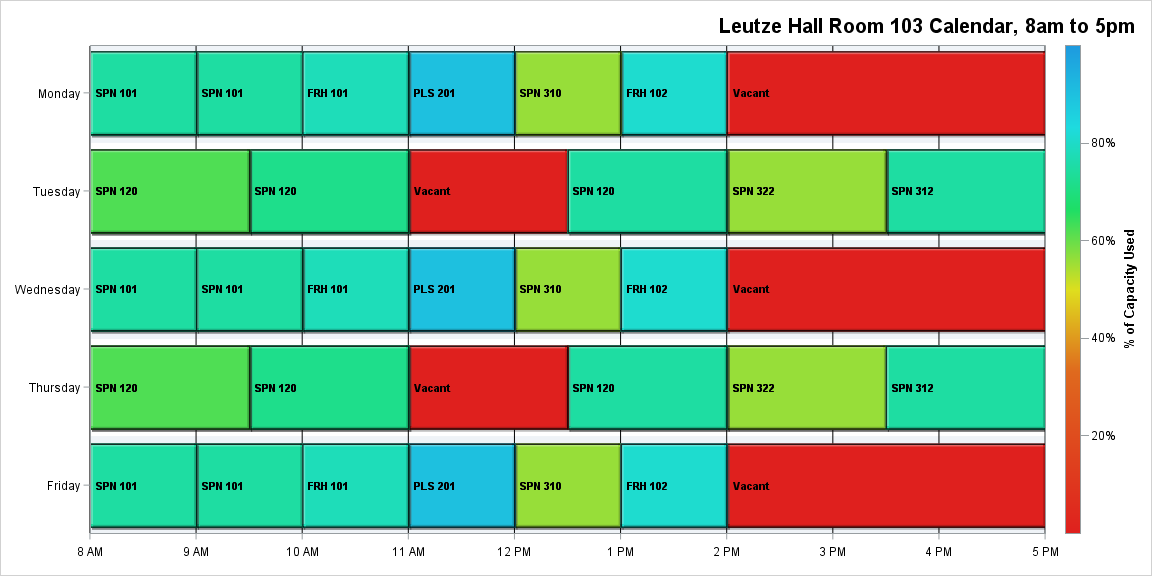 Leutze Hall Room 103 Calendar, 8am to 5pm
Monday
SPN 101
SPN 101
FRH 101
PLS 201
SPN 310
FRH 102
Vacant
Tuesday
SPN 120
SPN 120
Vacant
SPN 120
SPN 322
SPN 312
Wednesday
SPN 101
SPN 101
FRH 101
PLS 201
SPN 310
FRH 102
Vacant
Thursday
SPN 120
SPN 120
Vacant
SPN 120
SPN 322
SPN 312
Friday
SPN 101
SPN 101
FRH 101
PLS 201
SPN 310
FRH 102
Vacant
8 AM
9 AM
10 AM
11 AM
12 PM
1 PM
2 PM
3 PM
4 PM
5 PM
80%
60%
40%
20%
% of Capacity Used